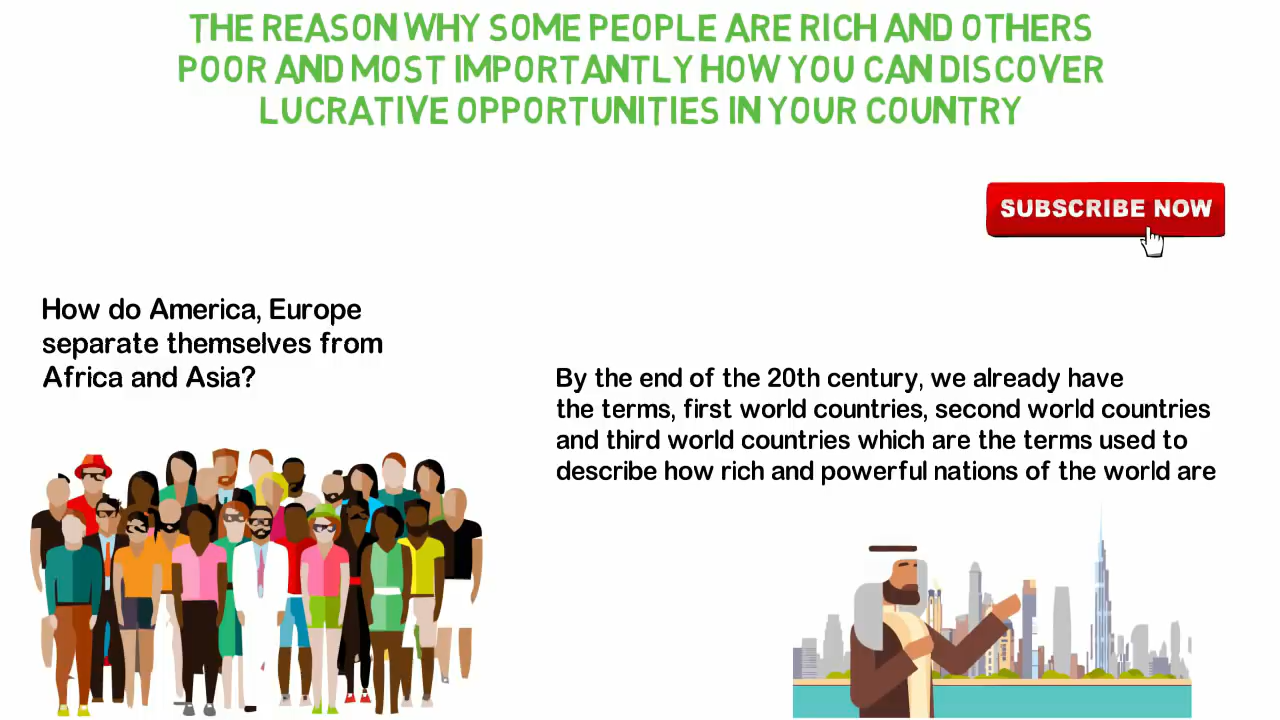 THE REASON WHY SOME PEOPLE ARE RICH AND OTHERS
POOR AND MOST IMPORTANTLY HOW YOU CAN DISCOVER
LUCRATIVE OPPORTUNITIES IN YOUR COUNTRY
SUBSCRIBE NOW
How do America, Europe
separate themselves from
Africa and Asia?
By the end of the 20th century, we already have
the terms, first world countries, second world countries
and third world countries which are the terms used to
describe how rich and powerful nations of the world are